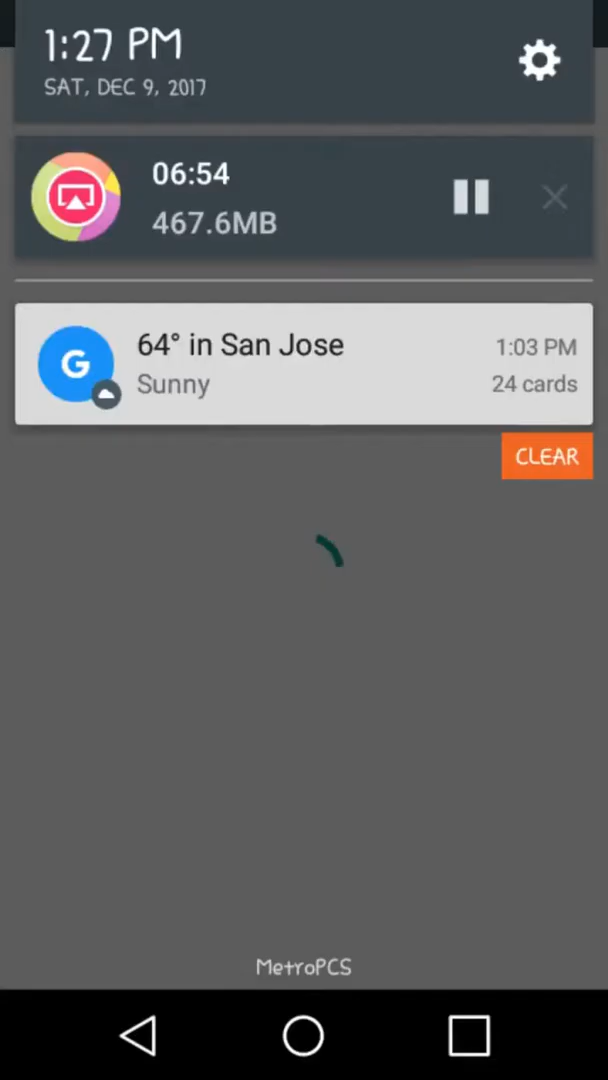 1:27 PM
SAT, DEC 9, 2017
06:54
467.6MB
G
64° in San Jose
1:03 PM
Sunny
24 cards
CLEAR
MetroPCS